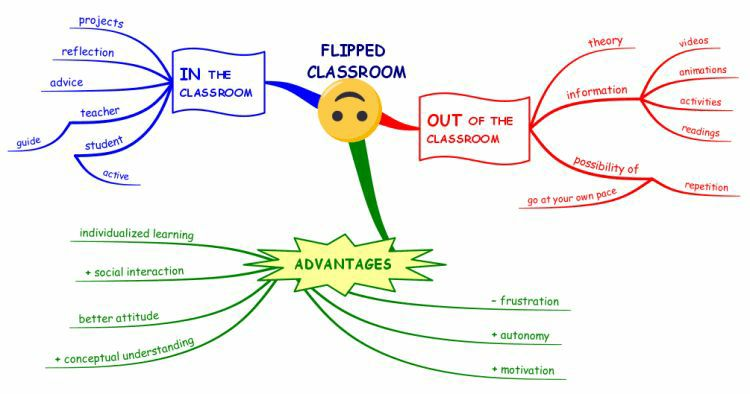 FLIPPED
CLASSROOM
IN THE
CLASSROOM
projects
reflection
advice
teacher
guide
student
active
OUT OF THE
CLASSROOM
theory
information
videos
animations
activities
readings
possibility of
go at your own pace
repetition
ADVANTAGES
individualized learning
+ social interaction
better attitude
+ conceptual understanding
- frustration
+ autonomy
+ motivation